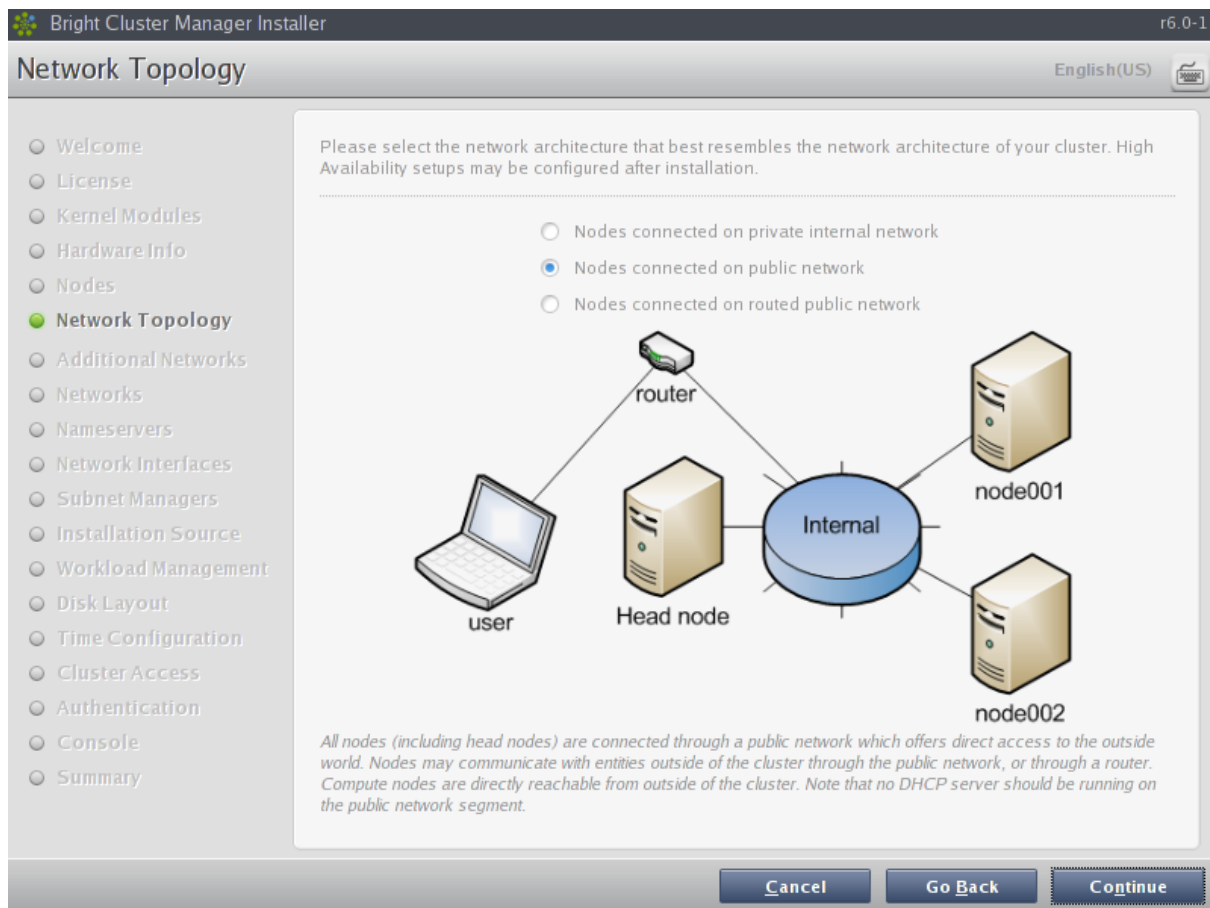 Bright Cluster Manager Installer
r6.0-1
Network Topology
English(US)
Welcome
License
Kernel Modules
Hardware Info
Nodes
Network Topology
Additional Networks
Networks
Nameservers
Network Interfaces
Subnet Managers
Installation Source
Workload Management
Disk Layout
Time Configuration
Cluster Access
Authentication
Console
Summary
Please select the network architecture that best resembles the network architecture of your cluster. High
Availability setups may be configured after installation.
Nodes connected on private internal network
Nodes connected on public network
Nodes connected on routed public network
router
node001
Internal
user
Head node
node002
All nodes (including head nodes) are connected through a public network which offers direct access to the outside
world. Nodes may communicate with entities outside of the cluster through the public network, or through a router.
Compute nodes are directly reachable from outside of the cluster. Note that no DHCP server should be running on
the public network segment.
Cancel
Go Back
Continue